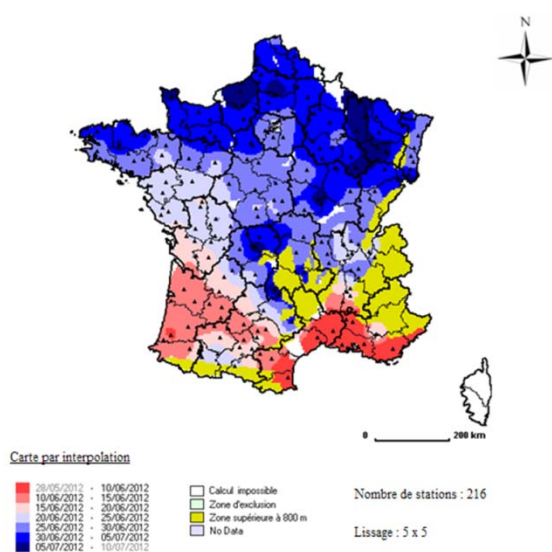 N
0 200 km
Carte par interpolation
28/05/2012 - 10/06/2012
10/06/2012 - 15/06/2012
15/06/2012 - 20/06/2012
20/06/2012 - 25/06/2012
25/06/2012 - 30/06/2012
30/06/2012 - 05/07/2012
05/07/2012 - 10/07/2012
Calcul impossible
Zone d'exclusion
Zone supérieure à 800 m
No Data
Nombre de stations : 216
Lissage : 5 x 5